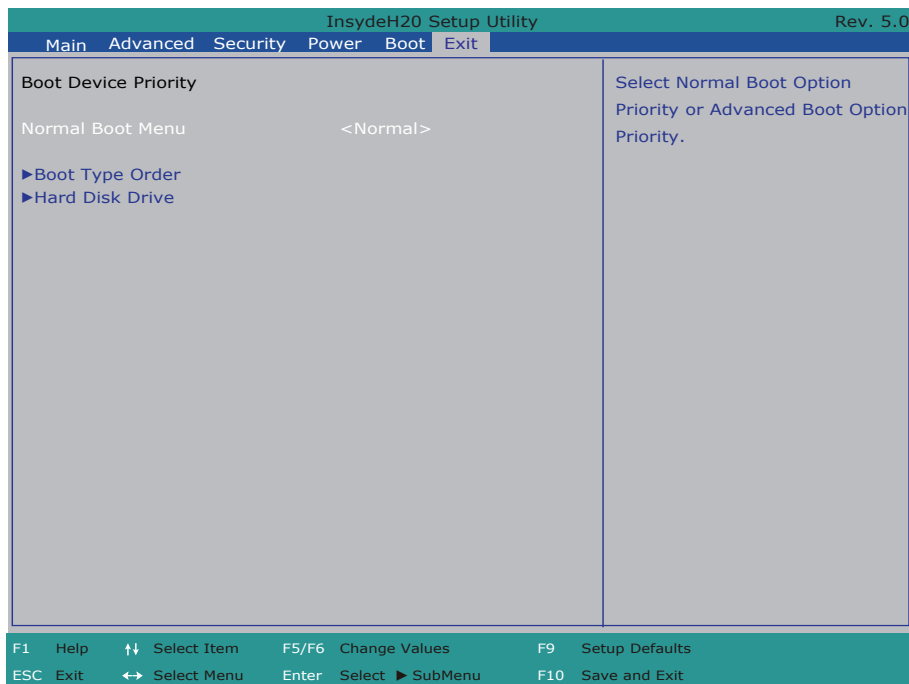 InsydeH20 Setup Utility Rev. 5.0
Main Advanced Security Power Boot Exit
Boot Device Priority
Normal Boot Menu <Normal>
►Boot Type Order
►Hard Disk Drive
Select Normal Boot Option
Priority or Advanced Boot Option
Priority.
F1 Help ↑↓ Select Item F5/F6 Change Values F9 Setup Defaults
ESC Exit ↔ Select Menu Enter Select ► SubMenu F10 Save and Exit